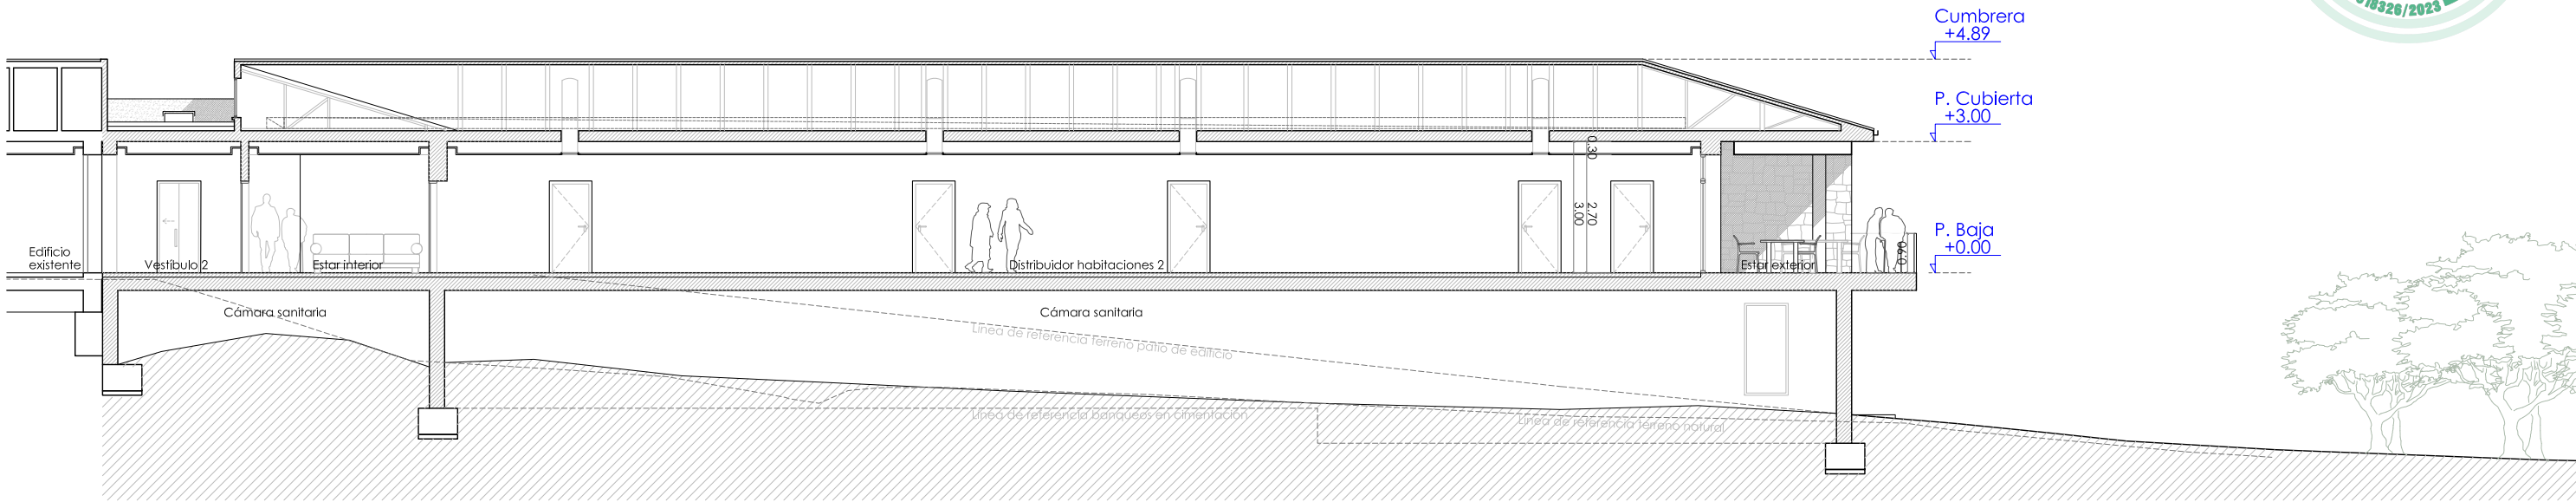 018326/2023
Cumbrera
+4.89
P. Cubierta
+3.00
0.30
2.70
3.00
P. Baja
+0.00
0.90
Edificio
existente
Vestíbulo 2
Estar interior
Distribuidor habitaciones 2
Estar exterior
Cámara sanitaria
Cámara sanitaria
Línea de referencia terreno patio de edificio
Línea de referencia banqueos en cimentación
Línea de referencia terreno natural